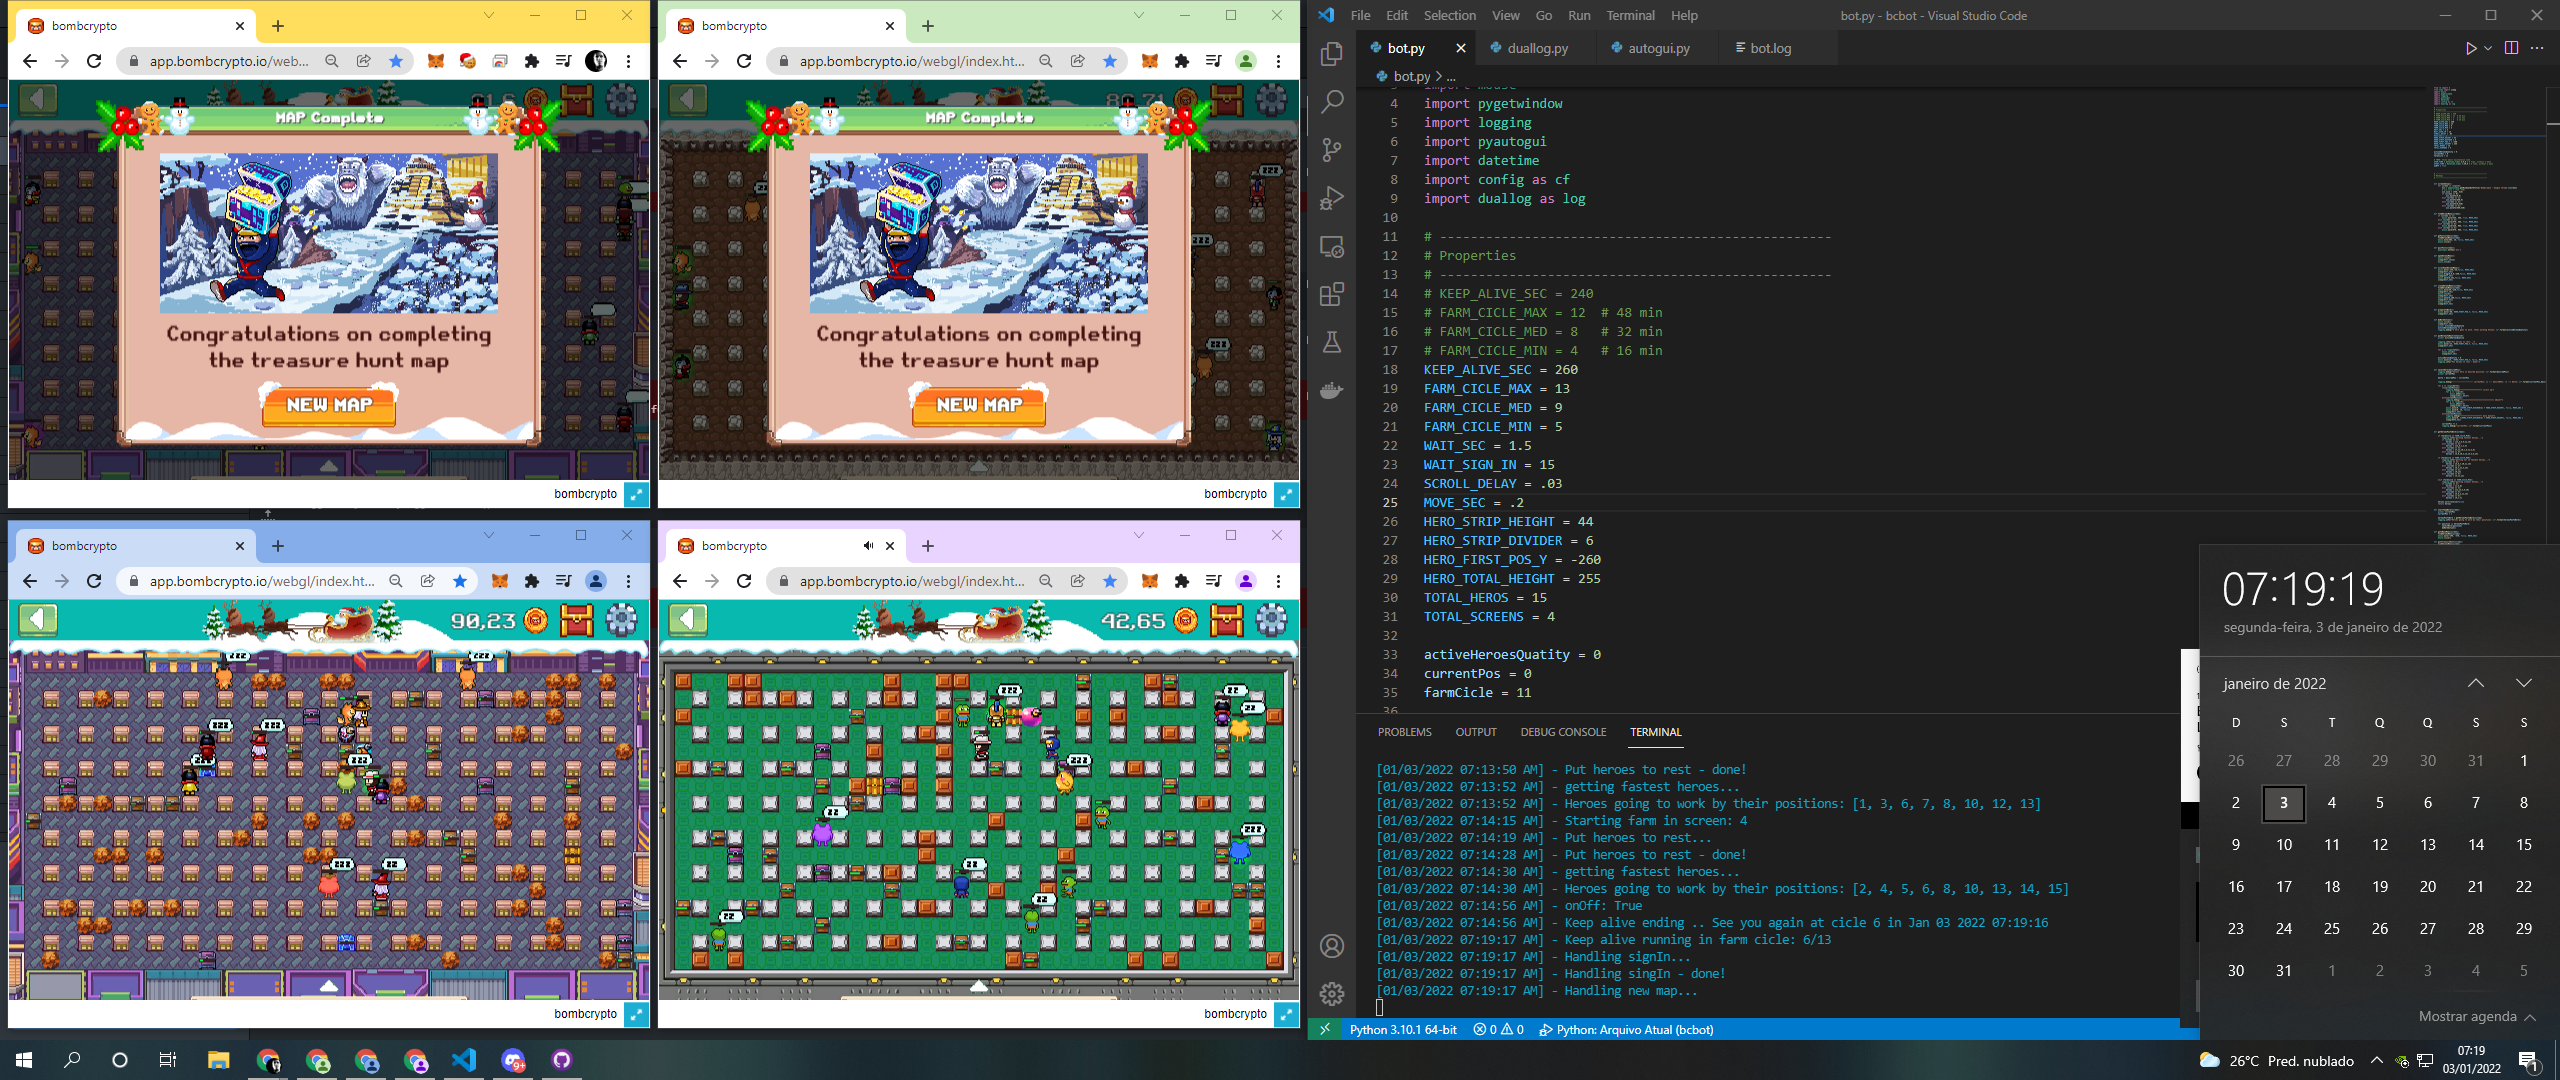 bombcrypto
app.bombcrypto.io/web...
MAP Complete
Congratulations on completing
the treasure hunt map
NEW MAP
bombcrypto
bombcrypto
app.bombcrypto.io/webgl/index.ht...
MAP Complete
Congratulations on completing
the treasure hunt map
NEW MAP
bombcrypto
bombcrypto
app.bombcrypto.io/webgl/index.ht...
90,23
bombcrypto
bombcrypto
app.bombcrypto.io/webgl/index.ht...
42,65
bombcrypto
File Edit Selection View Go Run Terminal Help
bot.py - bcbot - Visual Studio Code
bot.py duallog.py autogui.py bot.log
bot.py > ...
4 import pygetwindow
5 import logging
6 import pyautogui
7 import datetime
8 import config as cf
9 import duallog as log
10
11 # ---------------------------------------------------
12 # Properties
13 # ---------------------------------------------------
14 # KEEP_ALIVE_SEC = 240
15 # FARM_CICLE_MAX = 12  # 48 min
16 # FARM_CICLE_MED = 8   # 32 min
17 # FARM_CICLE_MIN = 4   # 16 min
18 KEEP_ALIVE_SEC = 260
19 FARM_CICLE_MAX = 13
20 FARM_CICLE_MED = 9
21 FARM_CICLE_MIN = 5
22 WAIT_SEC = 1.5
23 WAIT_SIGN_IN = 15
24 SCROLL_DELAY = .03
25 MOVE_SEC = .2
26 HERO_STRIP_HEIGHT = 44
27 HERO_STRIP_DIVIDER = 6
28 HERO_FIRST_POS_Y = -260
29 HERO_TOTAL_HEIGHT = 255
30 TOTAL_HEROS = 15
31 TOTAL_SCREENS = 4
32
33 activeHeroesQuatity = 0
34 currentPos = 0
35 farmCicle = 11
36
PROBLEMS OUTPUT DEBUG CONSOLE TERMINAL
[01/03/2022 07:13:50 AM] - Put heroes to rest - done!
[01/03/2022 07:13:52 AM] - getting fastest heroes...
[01/03/2022 07:13:52 AM] - Heroes going to work by their positions: [1, 3, 6, 7, 8, 10, 12, 13]
[01/03/2022 07:14:15 AM] - Starting farm in screen: 4
[01/03/2022 07:14:19 AM] - Put heroes to rest...
[01/03/2022 07:14:28 AM] - Put heroes to rest - done!
[01/03/2022 07:14:30 AM] - getting fastest heroes...
[01/03/2022 07:14:30 AM] - Heroes going to work by their positions: [2, 4, 5, 6, 8, 10, 13, 14, 15]
[01/03/2022 07:14:56 AM] - onOff: True
[01/03/2022 07:14:56 AM] - Keep alive ending .. See you again at cicle 6 in Jan 03 2022 07:19:16
[01/03/2022 07:19:17 AM] - Keep alive running in farm cicle: 6/13
[01/03/2022 07:19:17 AM] - Handling signIn...
[01/03/2022 07:19:17 AM] - Handling singIn - done!
[01/03/2022 07:19:17 AM] - Handling new map...
Python 3.10.1 64-bit 0 0 Python: Arquivo Atual (bcbot)
07:19:19
segunda-feira, 3 de janeiro de 2022
janeiro de 2022
D S T Q Q S S
26 27 28 29 30 31 1
2 3 4 5 6 7 8
9 10 11 12 13 14 15
16 17 18 19 20 21 22
23 24 25 26 27 28 29
30 31 1 2 3 4 5
Mostrar agenda
9+
26°C Pred. nublado
07:19
03/01/2022
1